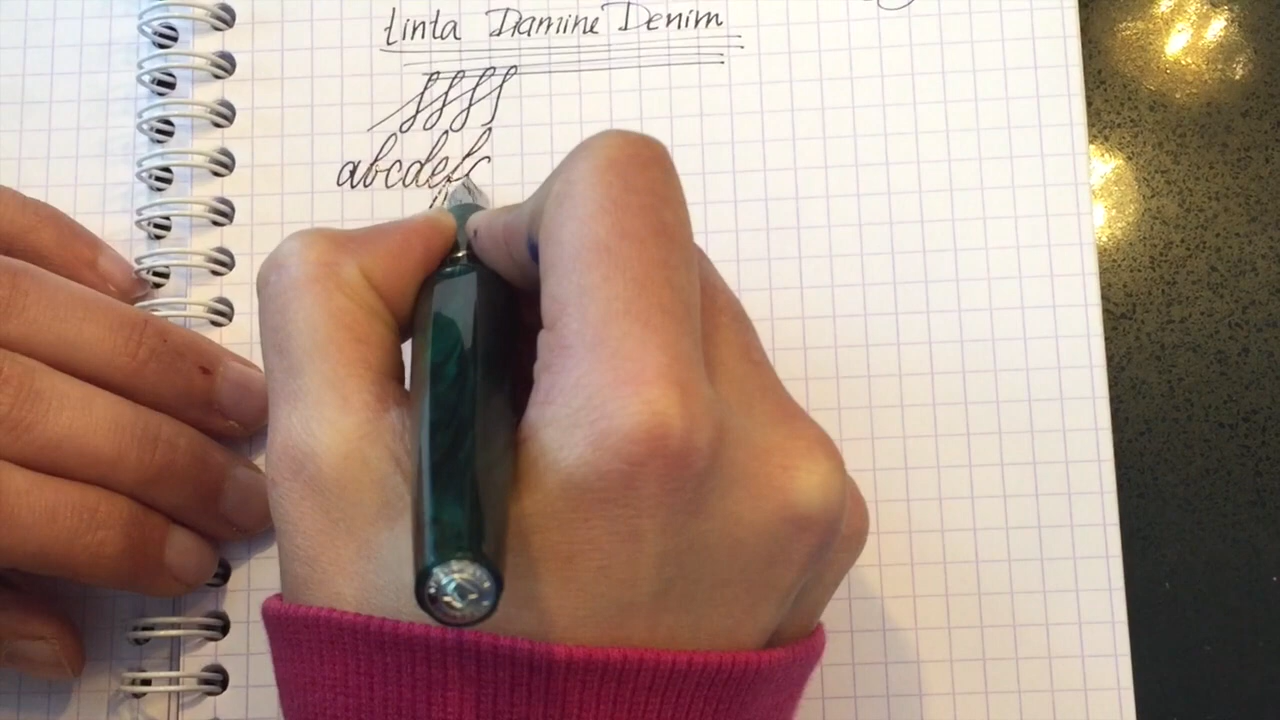 tinta Diamine Denim
ffff
abcdef